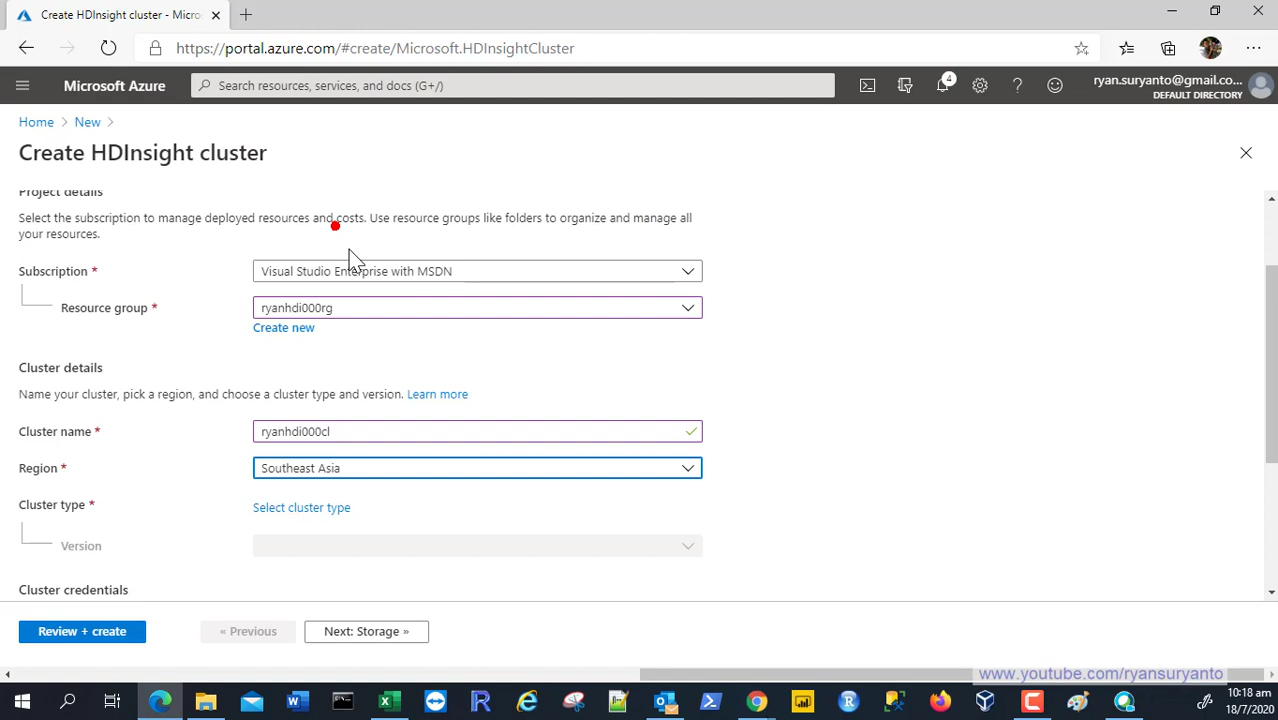 Create HDInsight cluster - Micro
https://portal.azure.com/#create/Microsoft.HDInsightCluster
Microsoft Azure
Search resources, services, and docs (G+/)
4
ryan.suryanto@gmail.co...
DEFAULT DIRECTORY
Home > New >
Create HDInsight cluster
Project details
Select the subscription to manage deployed resources and costs. Use resource groups like folders to organize and manage all
your resources.
Subscription *
Visual Studio Enterprise with MSDN
Resource group *
ryanhdi000rg
Create new
Cluster details
Name your cluster, pick a region, and choose a cluster type and version. Learn more
Cluster name *
ryanhdi000cl
Region *
Southeast Asia
Cluster type *
Select cluster type
Version
Cluster credentials
Review + create
« Previous
Next: Storage »
www.youtube.com/ryansuryanto
10:18 am
18/7/2020